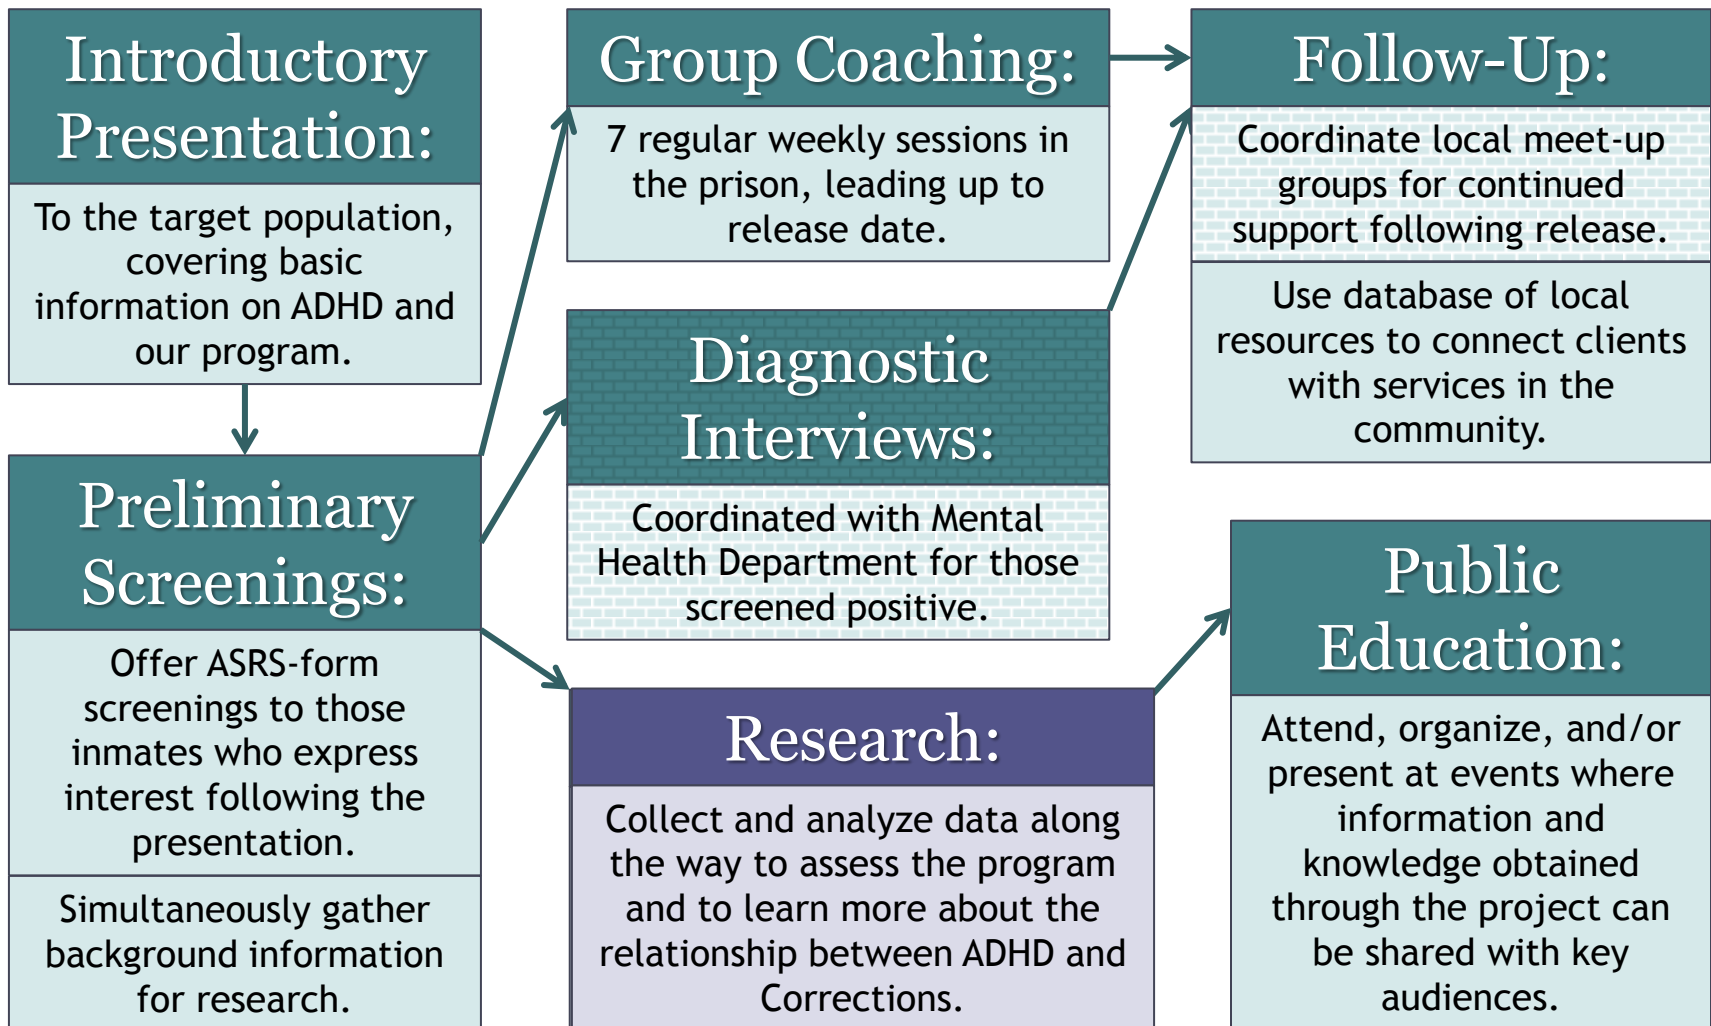 Introductory
Presentation:
To the target population,
covering basic
information on ADHD and
our program.
Preliminary
Screenings:
Offer ASRS-form
screenings to those
inmates who express
interest following the
presentation.
Simultaneously gather
background information
for research.
Group Coaching:
7 regular weekly sessions in
the prison, leading up to
release date.
Diagnostic
Interviews:
Coordinated with Mental
Health Department for those
screened positive.
Research:
Collect and analyze data along
the way to assess the program
and to learn more about the
relationship between ADHD and
Corrections.
Follow-Up:
Coordinate local meet-up
groups for continued
support following release.
Use database of local
resources to connect clients
with services in the
community.
Public
Education:
Attend, organize, and/or
present at events where
information and
knowledge obtained
through the project can
be shared with key
audiences.